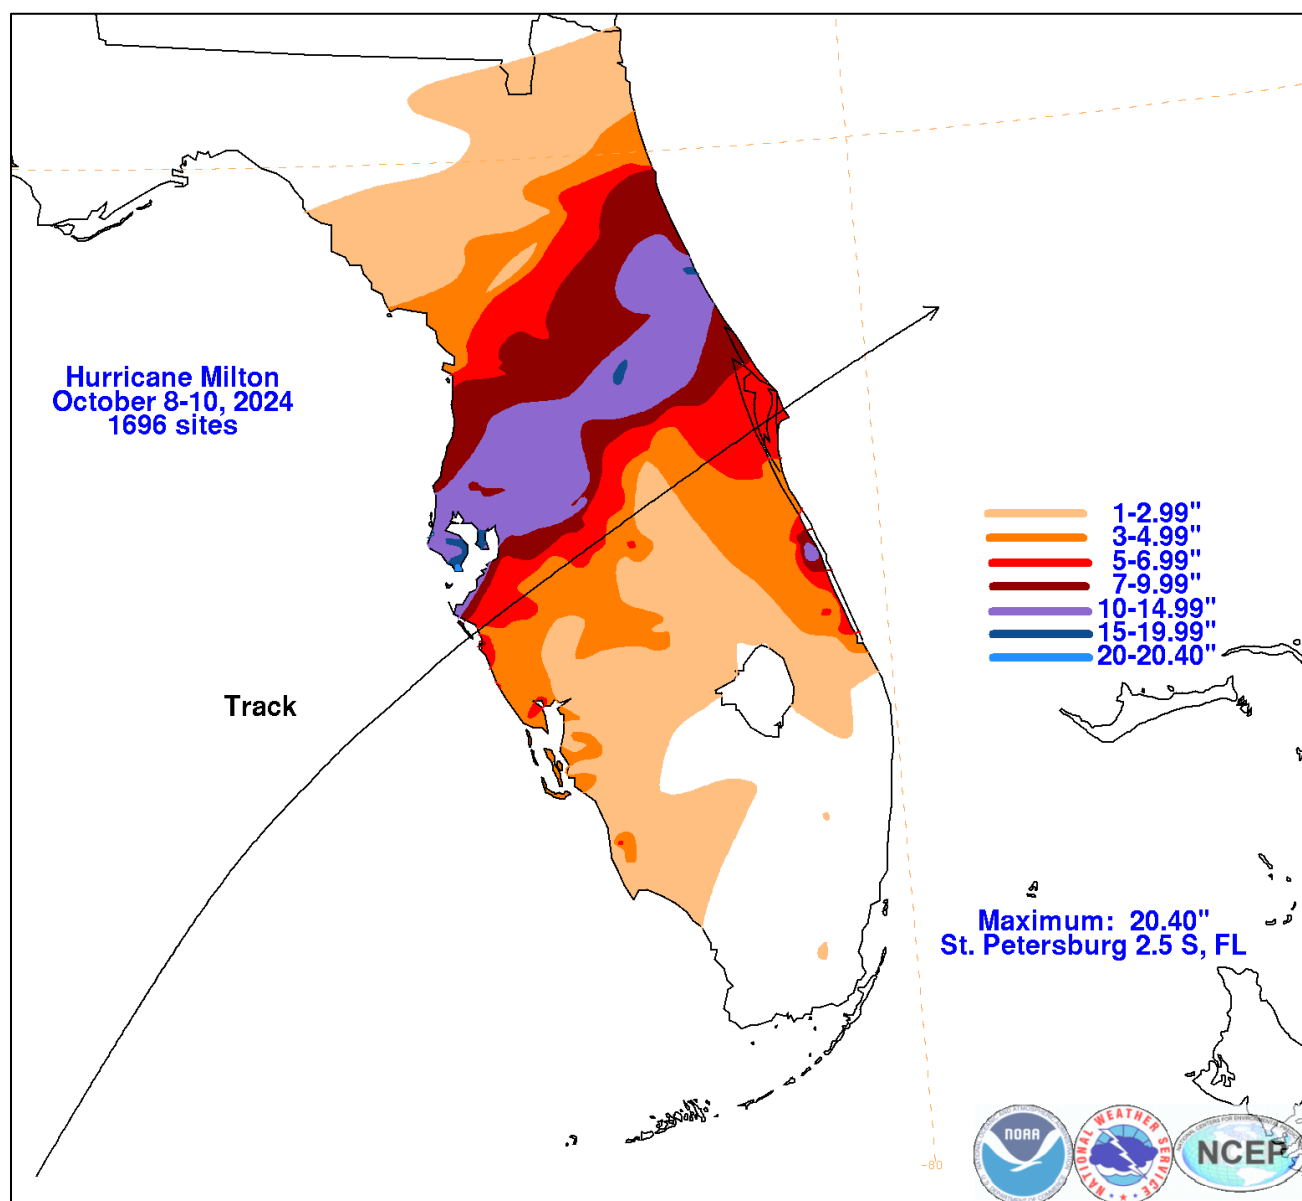 Hurricane Milton
October 8-10, 2024
1696 sites
Track
1-2.99"
3-4.99"
5-6.99"
7-9.99"
10-14.99"
15-19.99"
20-20.40"
Maximum: 20.40"
St. Petersburg 2.5 S, FL
-80
NOAA
NATIONAL WEATHER SERVICE
NCEP